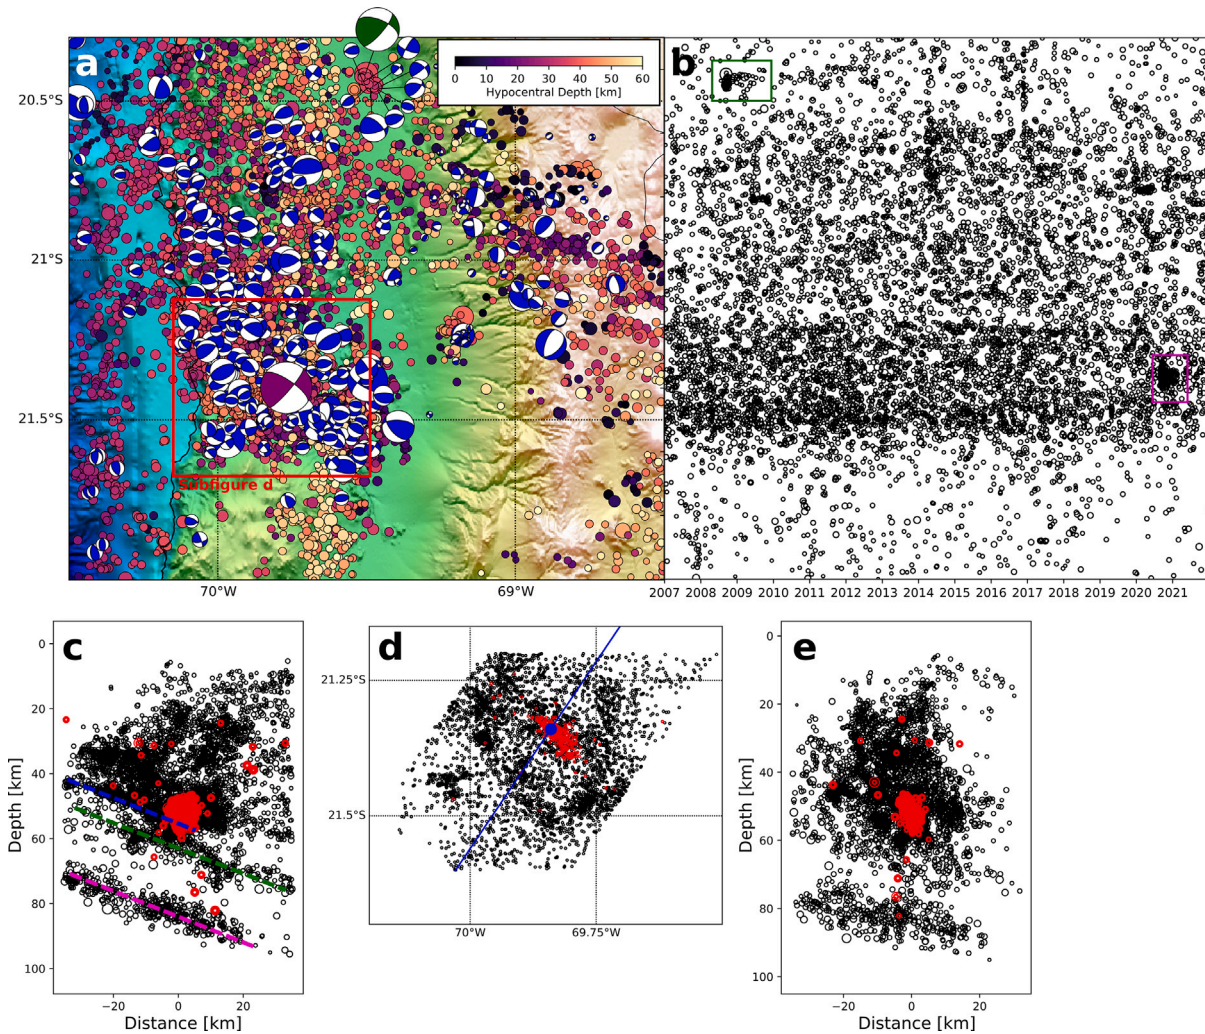 a
0 10 20 30 40 50 60
Hypocentral Depth [km]
b
20.5°S
21°S
21.5°S
Subfigure d
70°W 69°W
2007 2008 2009 2010 2011 2012 2013 2014 2015 2016 2017 2018 2019 2020 2021
c
0
20
40
60
80
100
Depth [km]
−20 0 20
Distance [km]
d
21.25°S
21.5°S
70°W 69.75°W
e
0
20
40
60
80
100
Depth [km]
−20 0 20
Distance [km]